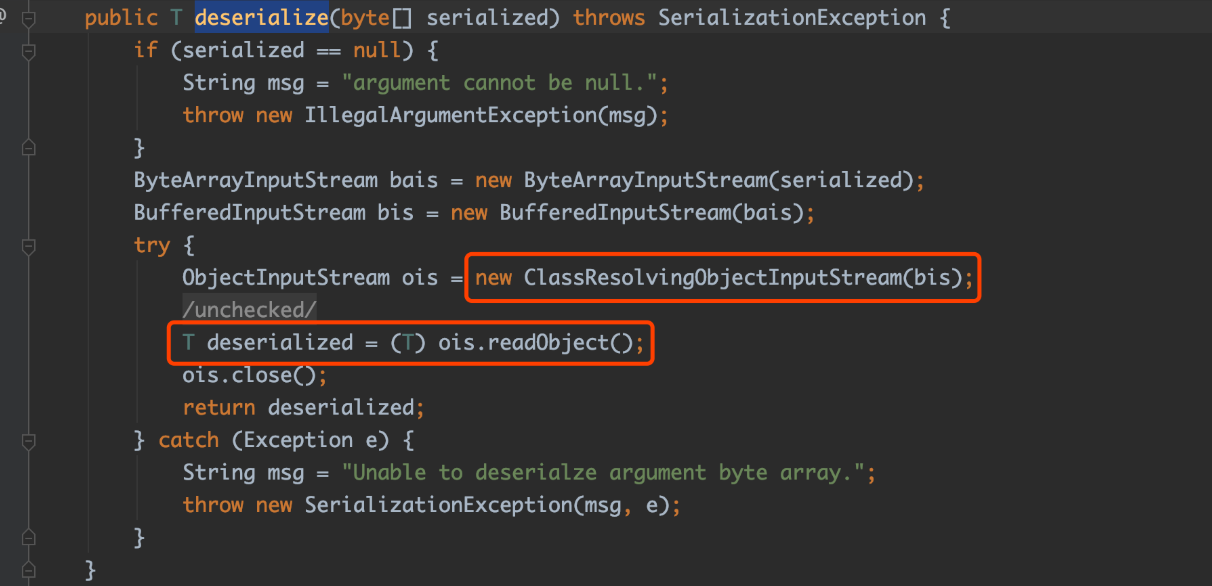 public T deserialize(byte[] serialized) throws SerializationException {
if (serialized == null) {
String msg = "argument cannot be null.";
throw new IllegalArgumentException(msg);
}
ByteArrayInputStream bais = new ByteArrayInputStream(serialized);
BufferedInputStream bis = new BufferedInputStream(bais);
try {
ObjectInputStream ois = new ClassResolvingObjectInputStream(bis);
/unchecked/
T deserialized = (T) ois.readObject();
ois.close();
return deserialized;
} catch (Exception e) {
String msg = "Unable to deserialze argument byte array.";
throw new SerializationException(msg, e);
}
}